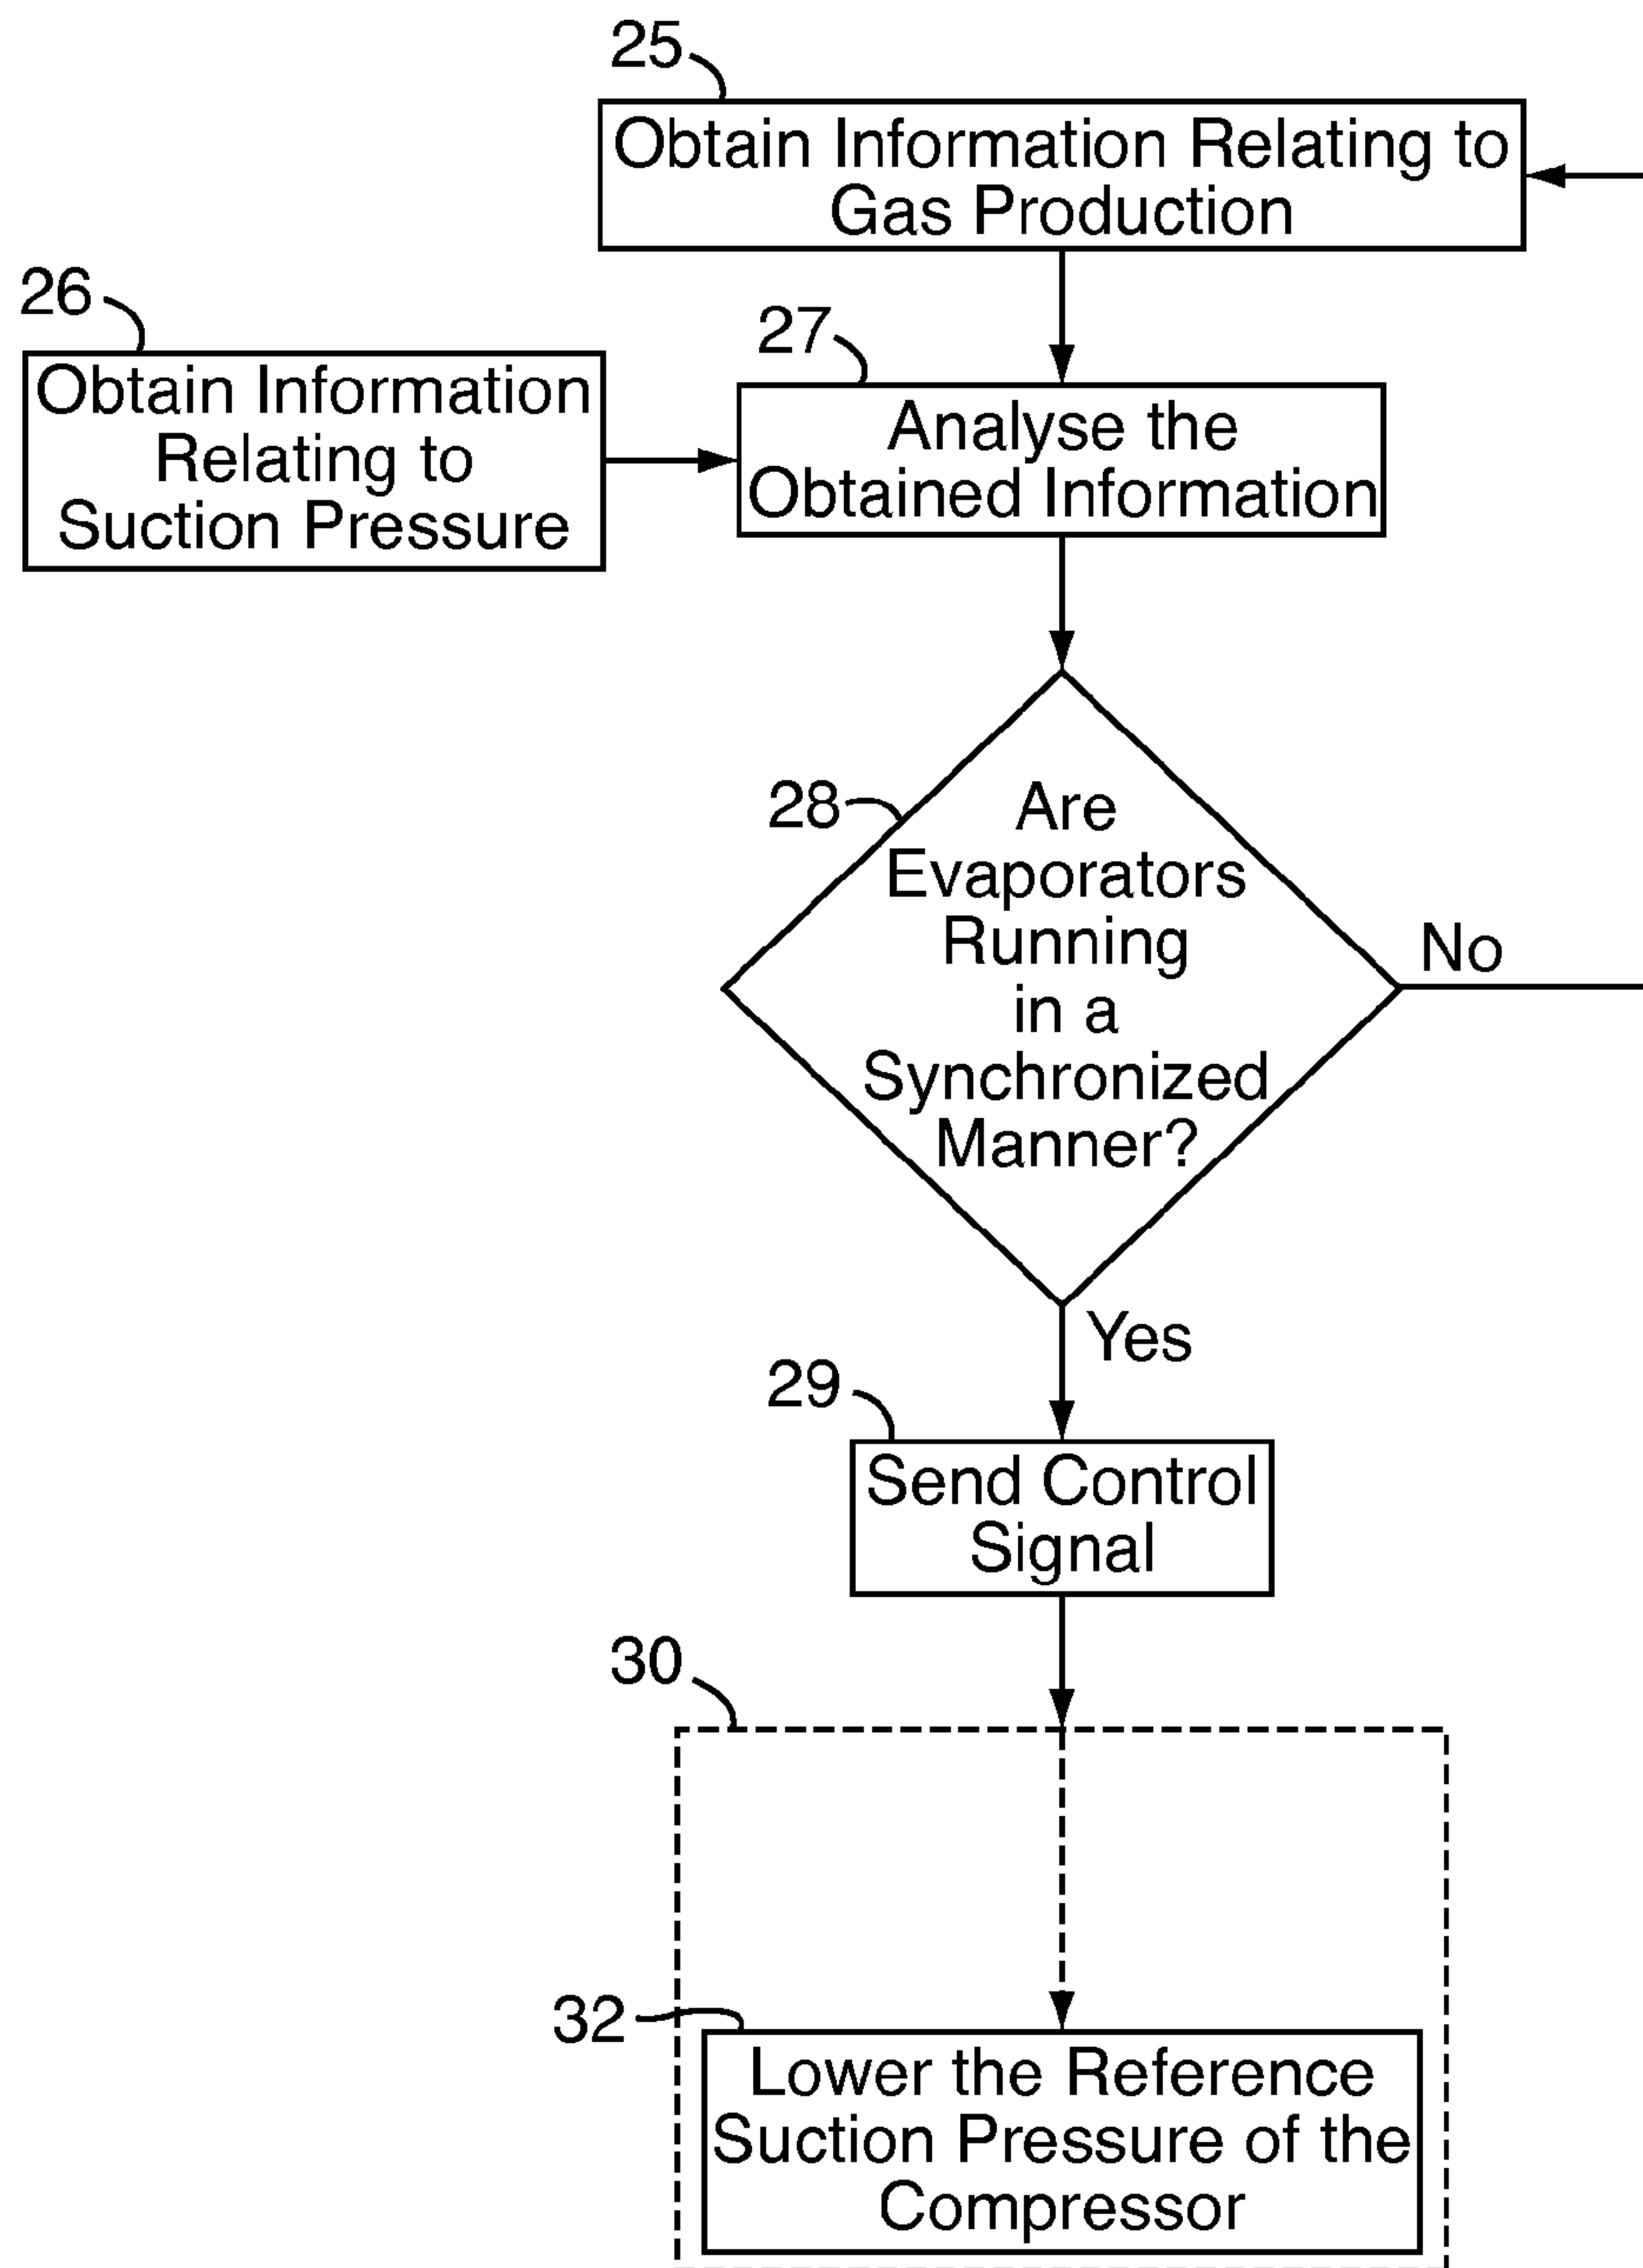 25
Obtain Information Relating to
Gas Production
26
Obtain Information
Relating to
Suction Pressure
27
Analyse the
Obtained Information
28
Are
Evaporators
Running
in a
Synchronized
Manner?
No
Yes
29
Send Control
Signal
30
32
Lower the Reference
Suction Pressure of the
Compressor